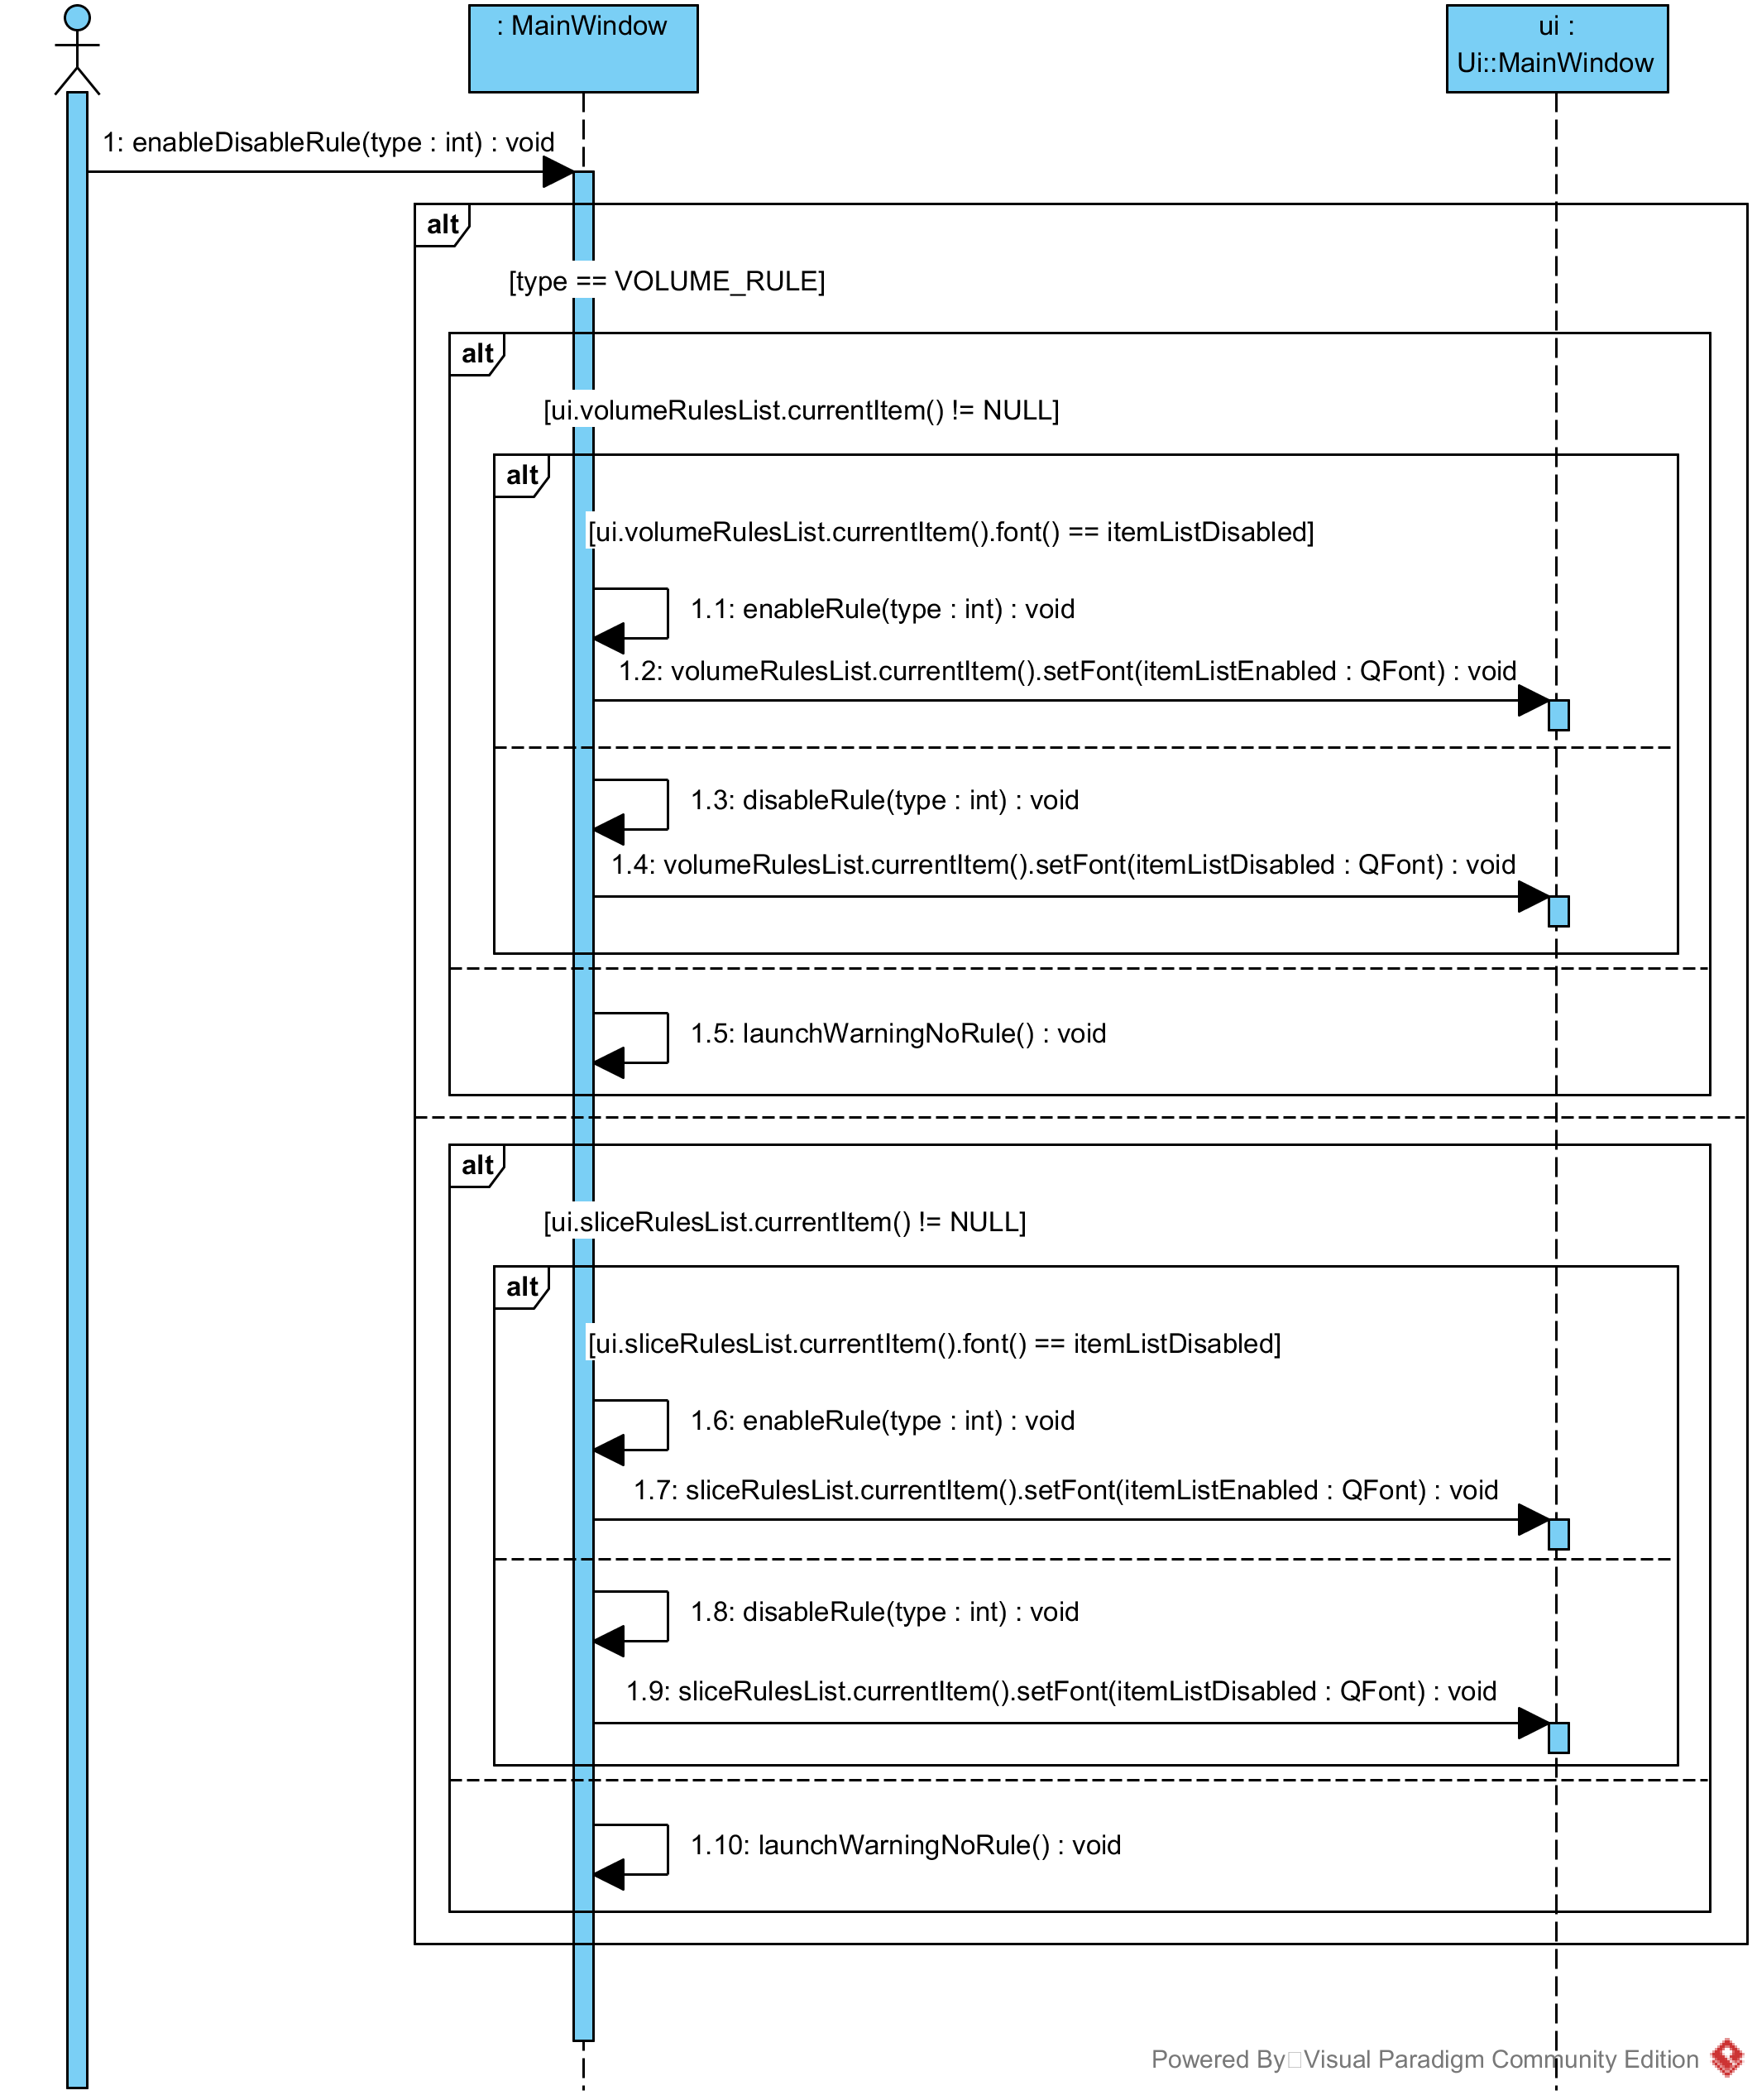 : MainWindow
ui :
Ui::MainWindow
1: enableDisableRule(type : int) : void
alt
[type == VOLUME_RULE]
alt
[ui.volumeRulesList.currentItem() != NULL]
alt
[ui.volumeRulesList.currentItem().font() == itemListDisabled]
1.1: enableRule(type : int) : void
1.2: volumeRulesList.currentItem().setFont(itemListEnabled : QFont) : void
1.3: disableRule(type : int) : void
1.4: volumeRulesList.currentItem().setFont(itemListDisabled : QFont) : void
1.5: launchWarningNoRule() : void
alt
[ui.sliceRulesList.currentItem() != NULL]
alt
[ui.sliceRulesList.currentItem().font() == itemListDisabled]
1.6: enableRule(type : int) : void
1.7: sliceRulesList.currentItem().setFont(itemListEnabled : QFont) : void
1.8: disableRule(type : int) : void
1.9: sliceRulesList.currentItem().setFont(itemListDisabled : QFont) : void
1.10: launchWarningNoRule() : void
Powered By□Visual Paradigm Community Edition